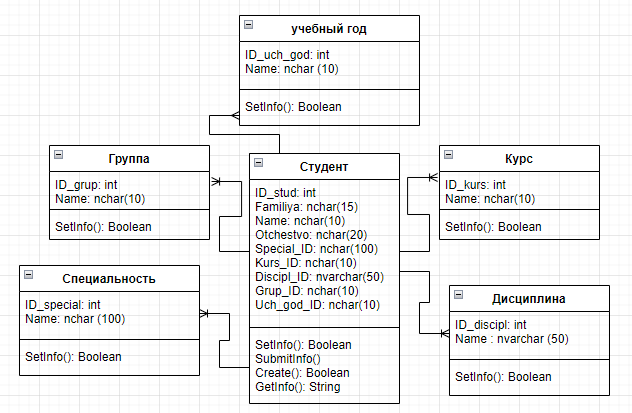 учебный год
ID_uch_god: int
Name: nchar (10)
SetInfo(): Boolean
Группа
ID_grup: int
Name: nchar(10)
SetInfo(): Boolean
Студент
ID_stud: int
Familiya: nchar(15)
Name: nchar(10)
Otchestvo: nchar(20)
Special_ID: nchar(100)
Kurs_ID: nchar(10)
Discipl_ID: nvarchar(50)
Grup_ID: nchar(10)
Uch_god_ID: nchar(10)
SetInfo(): Boolean
SubmitInfo()
Create(): Boolean
GetInfo(): String
Курс
ID_kurs: int
Name: nchar(10)
SetInfo(): Boolean
Специальность
ID_special: int
Name: nchar (100)
SetInfo(): Boolean
Дисциплина
ID_discipl: int
Name : nvarchar (50)
SetInfo(): Boolean